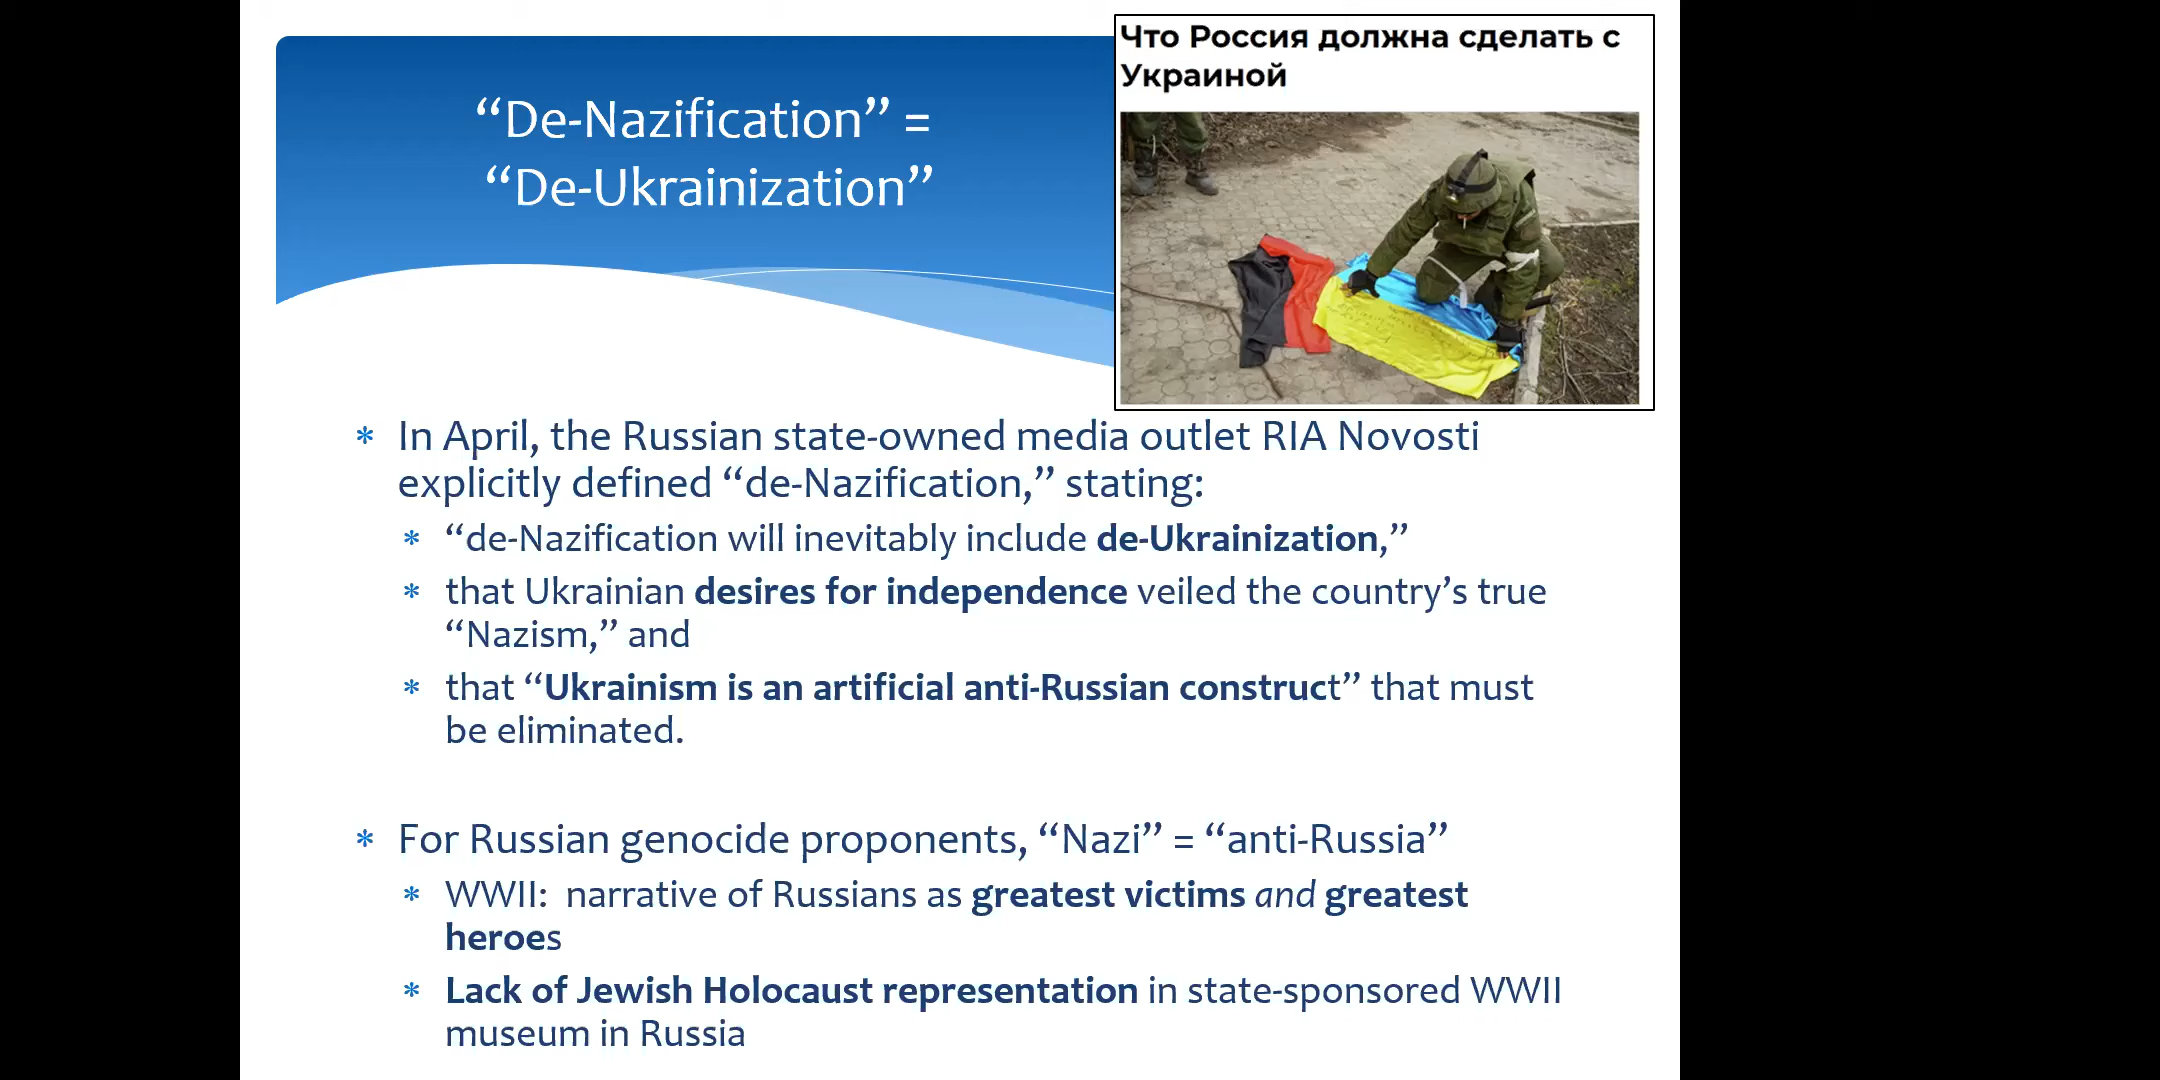 “De-Nazification” =
“De-Ukrainization”
Что Россия должна сделать с
Украиной
* In April, the Russian state-owned media outlet RIA Novosti
explicitly defined “de-Nazification,” stating:
* “de-Nazification will inevitably include de-Ukrainization,”
* that Ukrainian desires for independence veiled the country’s true
“Nazism,” and
* that “Ukrainism is an artificial anti-Russian construct” that must
be eliminated.
* For Russian genocide proponents, “Nazi” = “anti-Russia”
* WWII: narrative of Russians as greatest victims and greatest
heroes
* Lack of Jewish Holocaust representation in state-sponsored WWII
museum in Russia